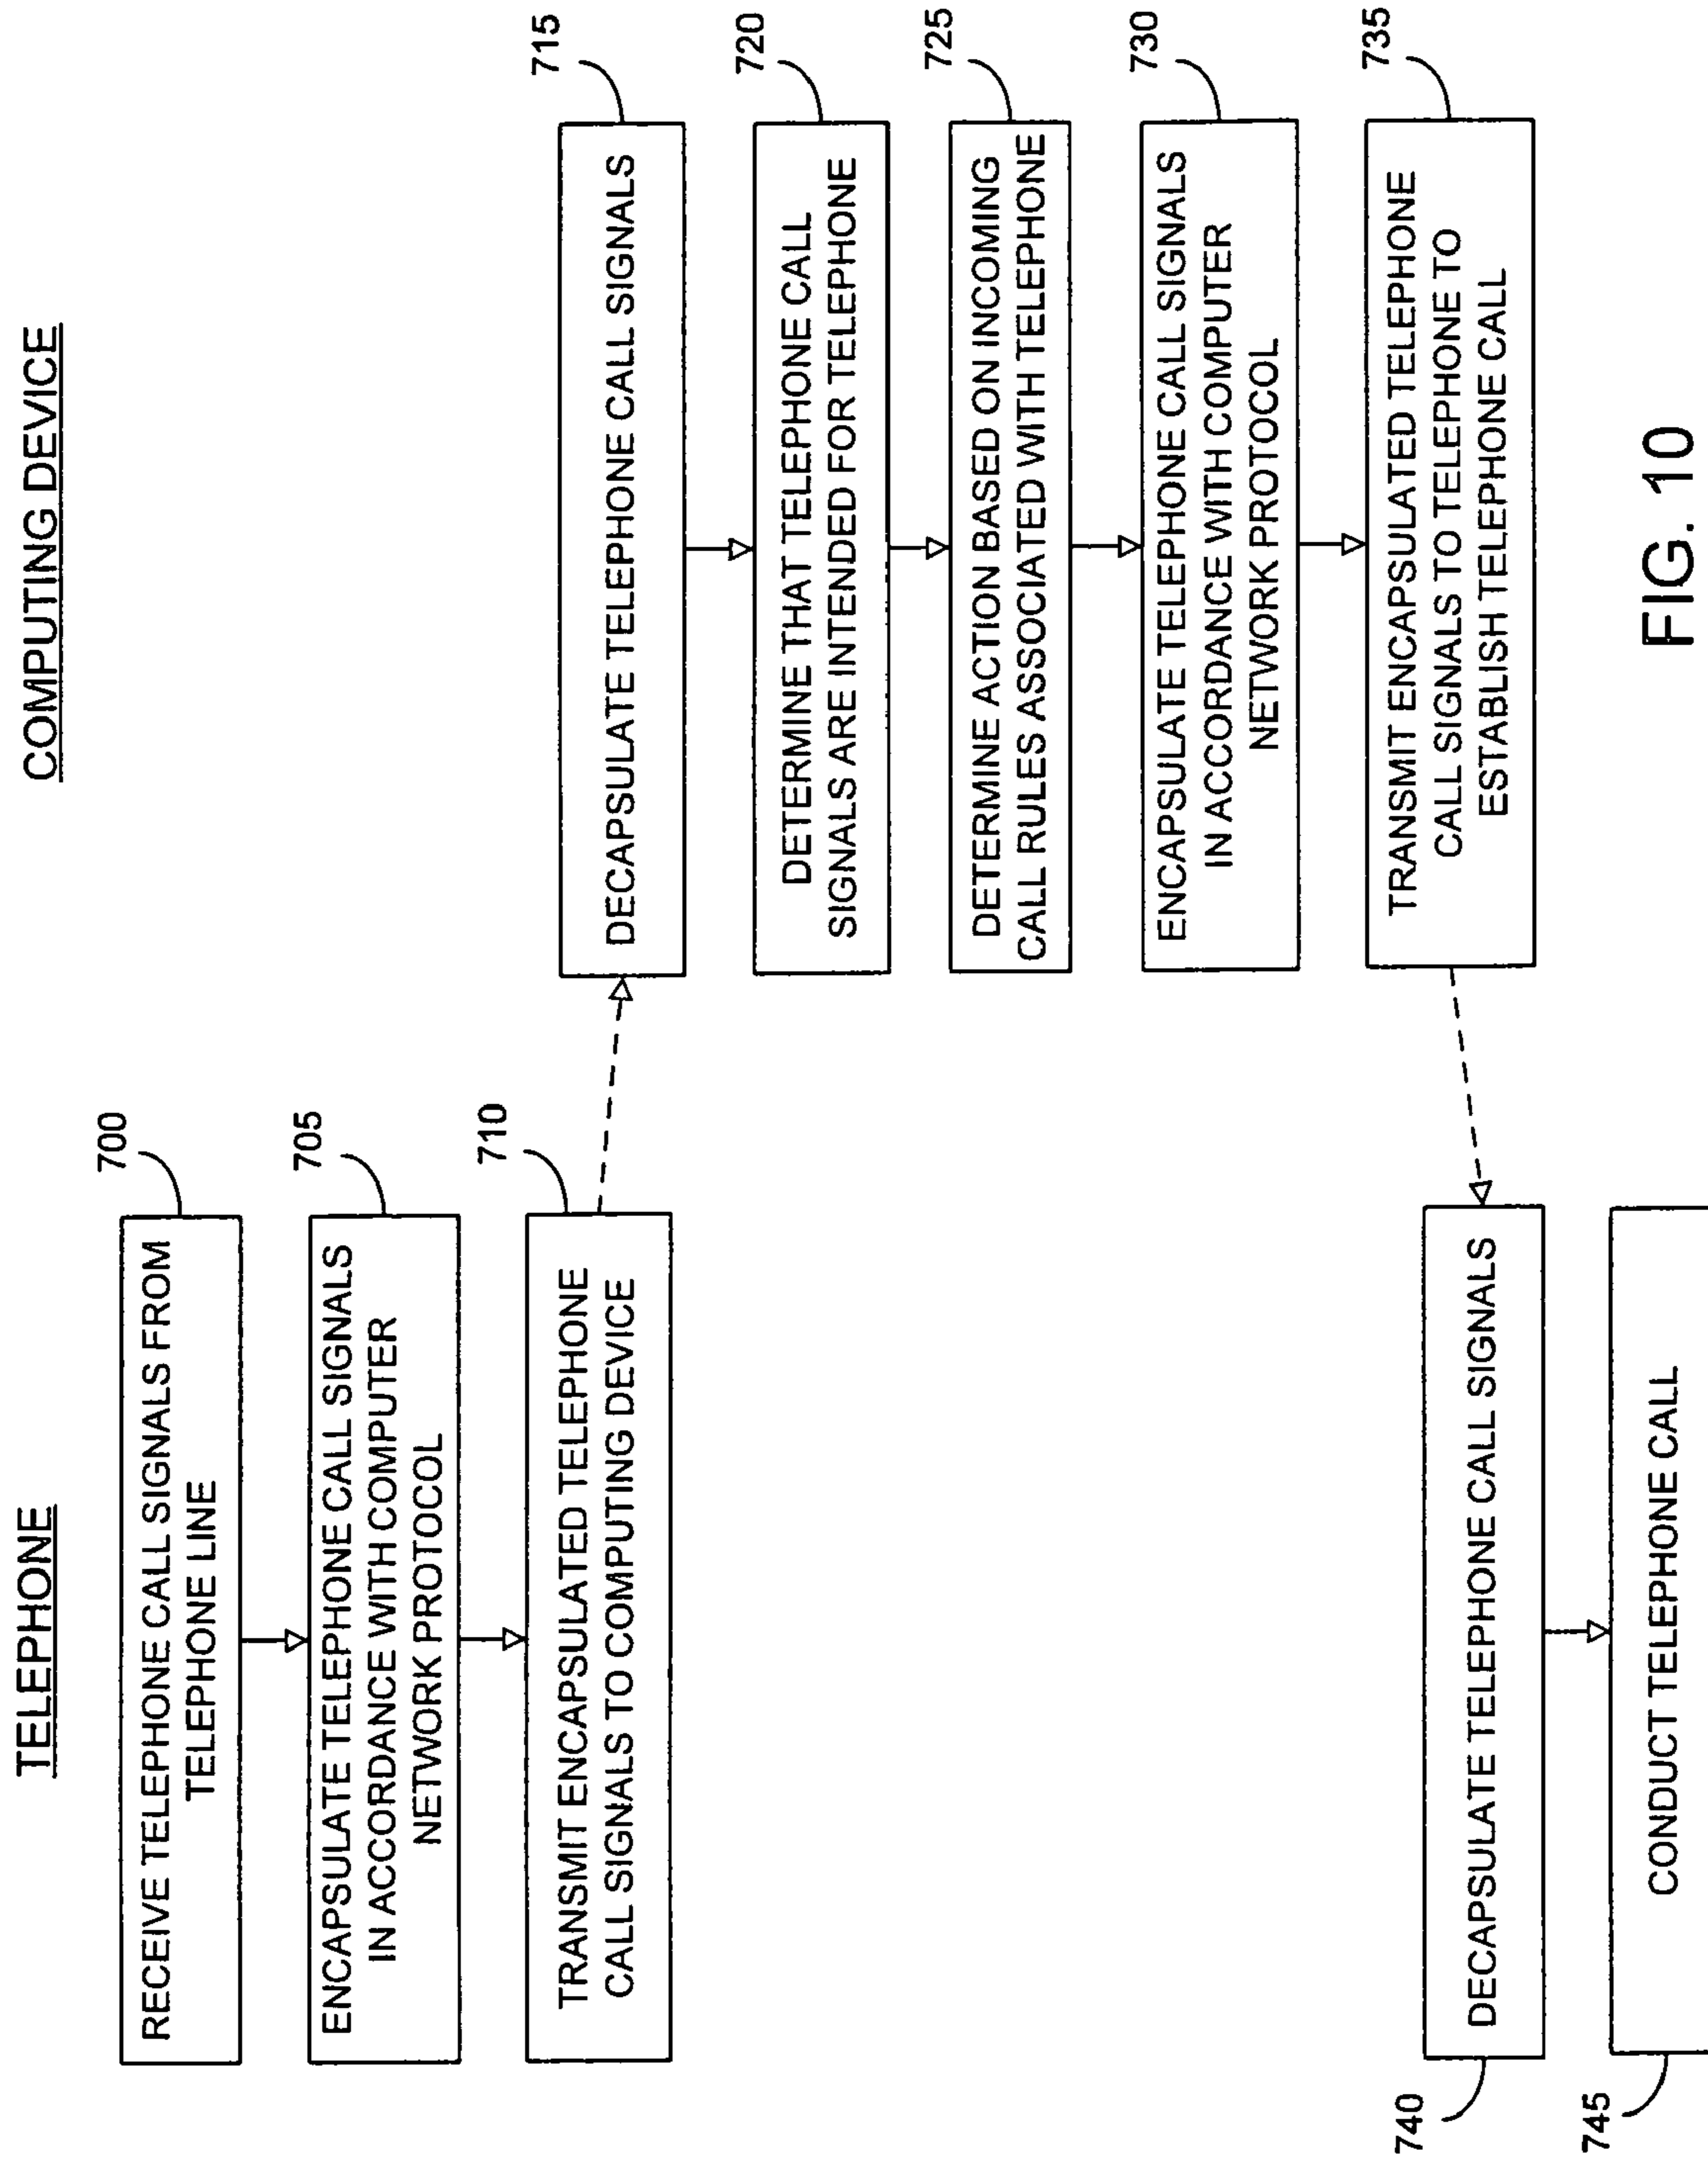 TELEPHONE
COMPUTING DEVICE
700
RECEIVE TELEPHONE CALL SIGNALS FROM
TELEPHONE LINE
705
ENCAPSULATE TELEPHONE CALL SIGNALS
IN ACCORDANCE WITH COMPUTER
NETWORK PROTOCOL
710
TRANSMIT ENCAPSULATED TELEPHONE
CALL SIGNALS TO COMPUTING DEVICE
715
DECAPSULATE TELEPHONE CALL SIGNALS
720
DETERMINE THAT TELEPHONE CALL
SIGNALS ARE INTENDED FOR TELEPHONE
725
DETERMINE ACTION BASED ON INCOMING
CALL RULES ASSOCIATED WITH TELEPHONE
730
ENCAPSULATE TELEPHONE CALL SIGNALS
IN ACCORDANCE WITH COMPUTER
NETWORK PROTOCOL
735
TRANSMIT ENCAPSULATED TELEPHONE
CALL SIGNALS TO TELEPHONE TO
ESTABLISH TELEPHONE CALL
740
DECAPSULATE TELEPHONE CALL SIGNALS
745
CONDUCT TELEPHONE CALL
FIG. 10